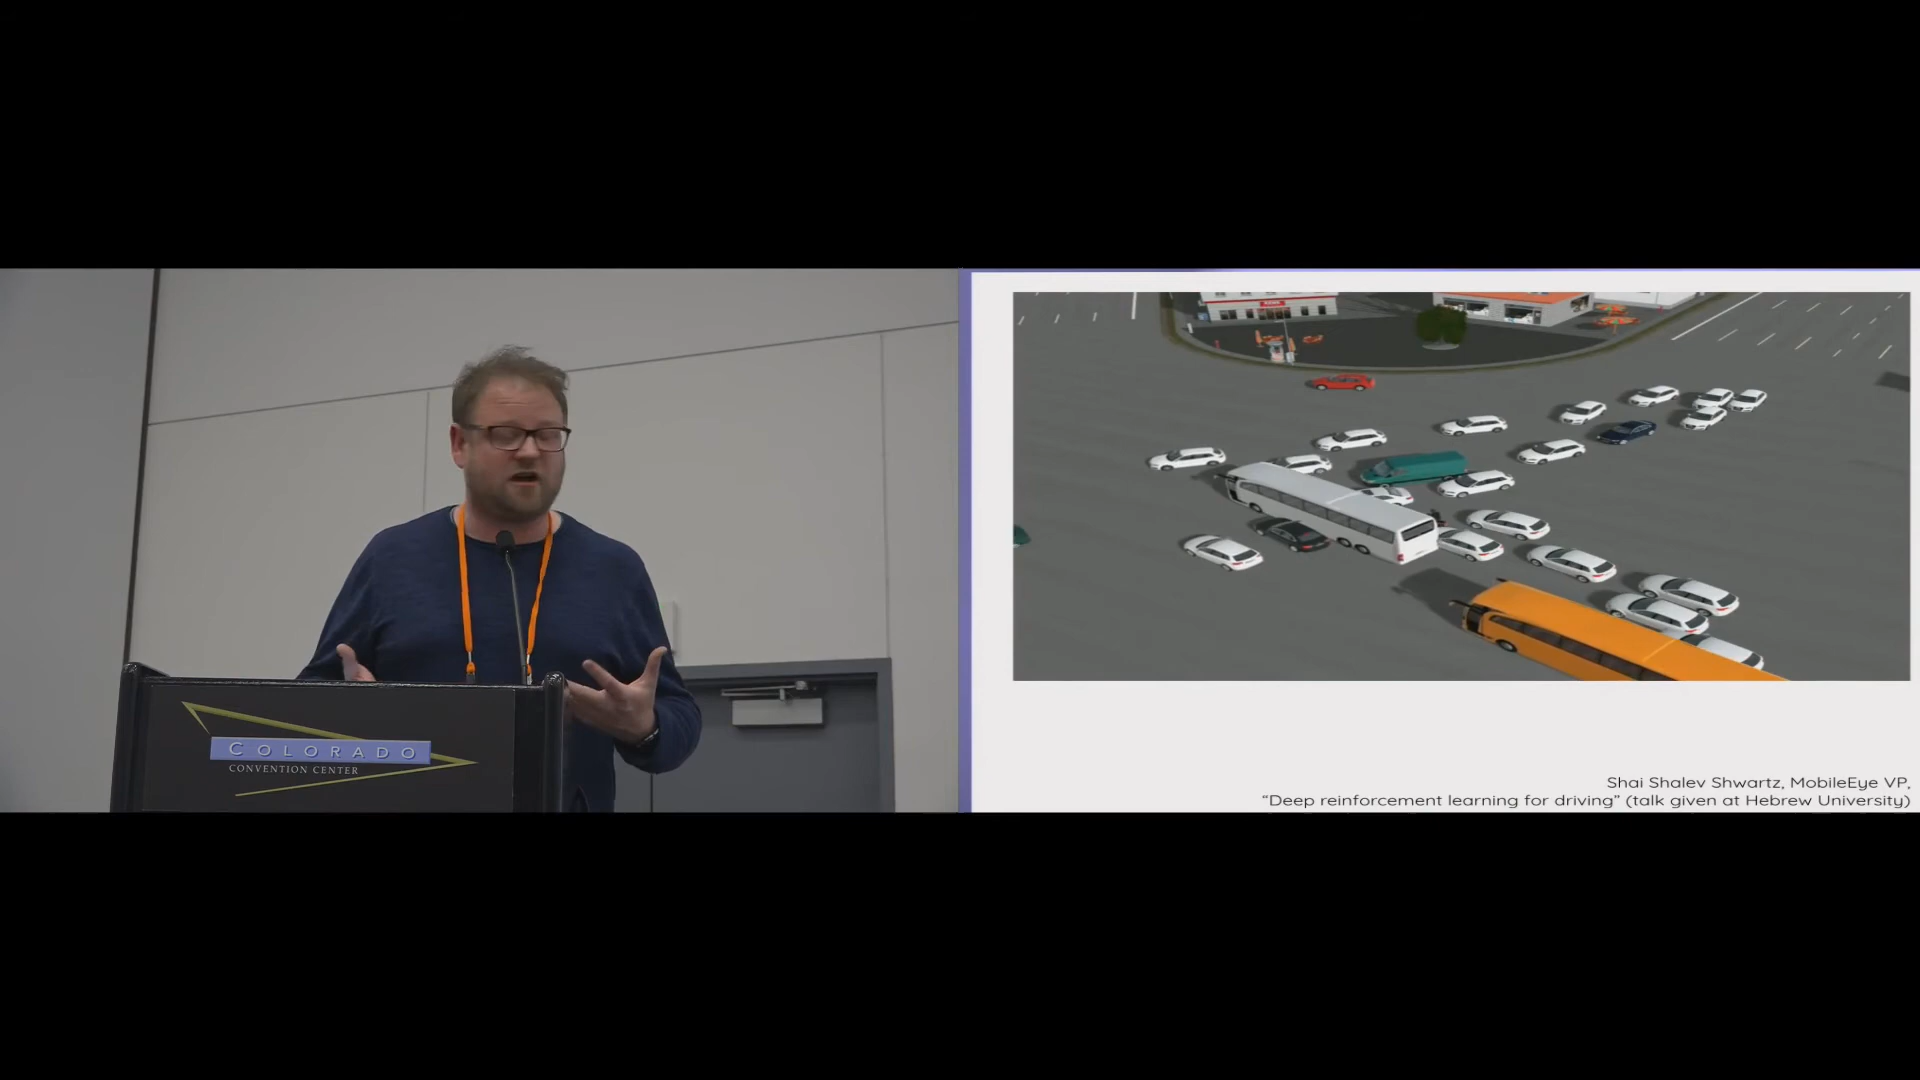 COLORADO
CONVENTION CENTER
Shai Shalev Shwartz, MobileEye VP,
“Deep reinforcement learning for driving” (talk given at Hebrew University)